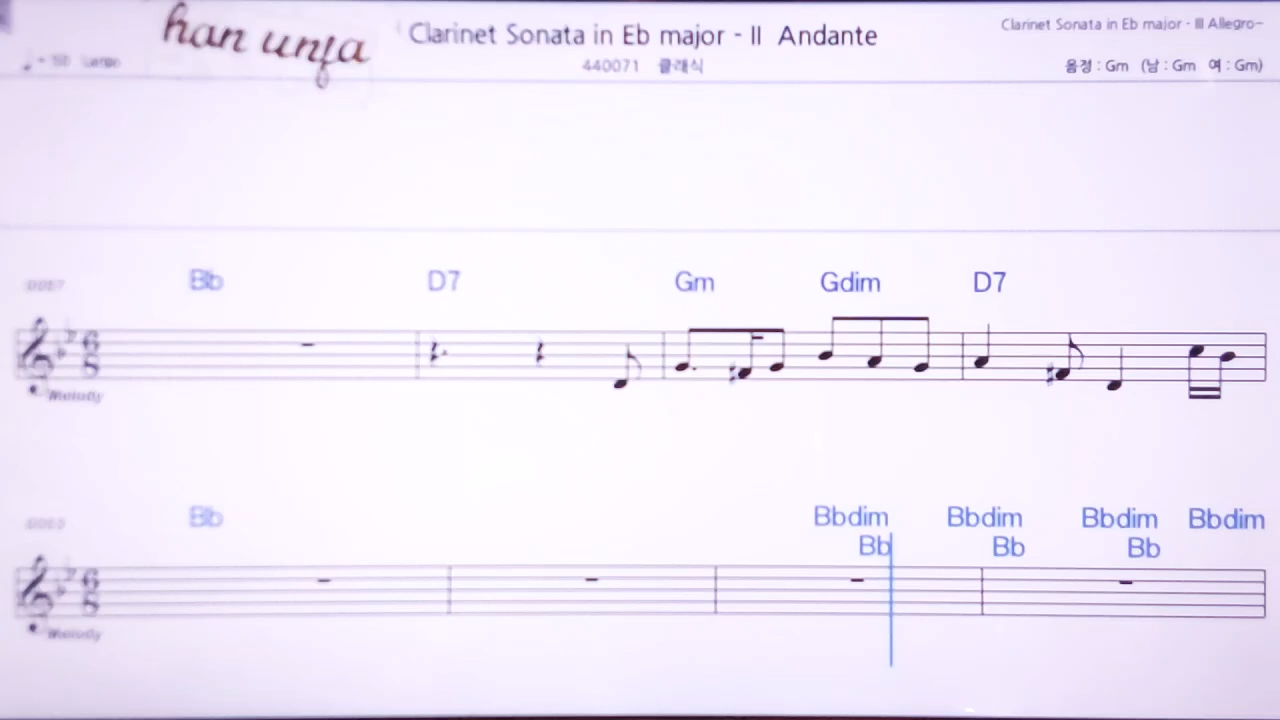 han unfa
Clarinet Sonata in Eb major - II Andante
Clarinet Sonata in Eb major - III Allegro~
440071 클래식
음정 : Gm (남 : Gm 여 : Gm)
Bb D7 Gm Gdim D7
Melody
Bb Bbdim Bbdim Bbdim Bbdim
Bb Bb Bb
Melody